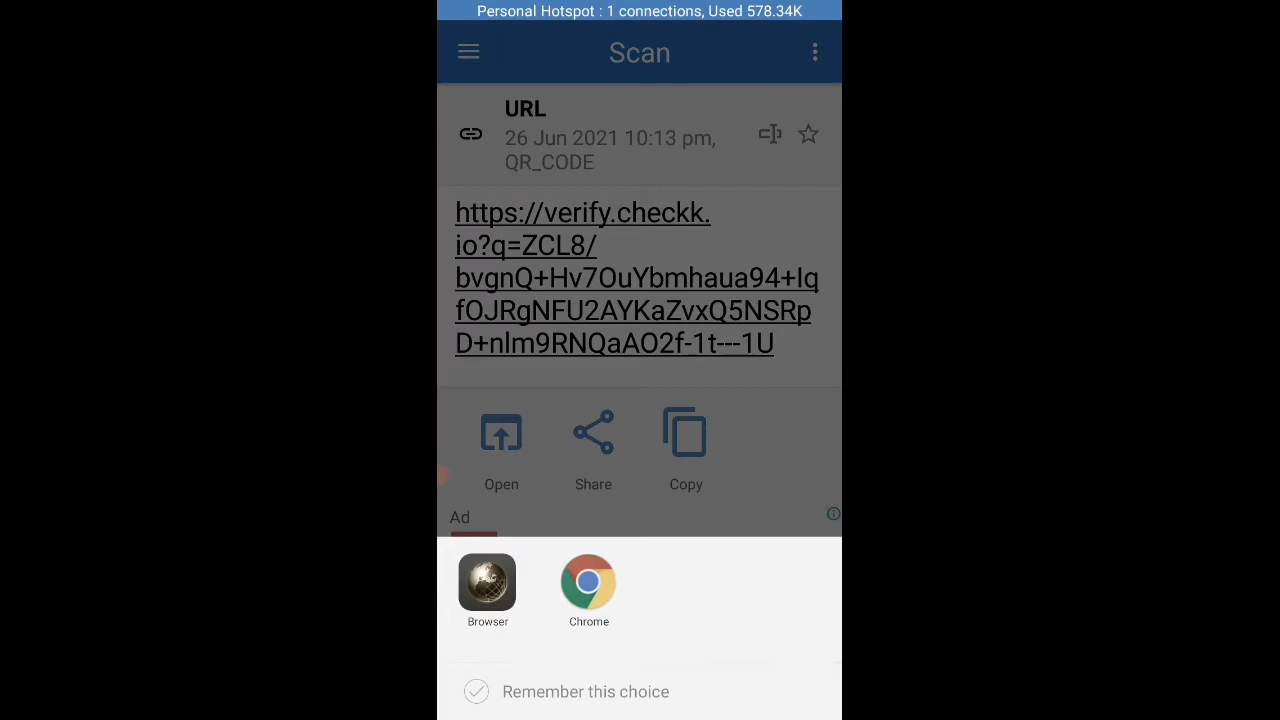 Personal Hotspot : 1 connections, Used 578.34K
Scan
URL
26 Jun 2021 10:13 pm,
QR_CODE
https://verify.checkk.
io?q=ZCL8/
bvgnQ+Hv7OuYbmhaua94+Iq
fOJRgNFU2AYKaZvxQ5NSRp
D+nlm9RNQaAO2f-1t---1U
Open
Share
Copy
Ad
Browser
Chrome
Remember this choice